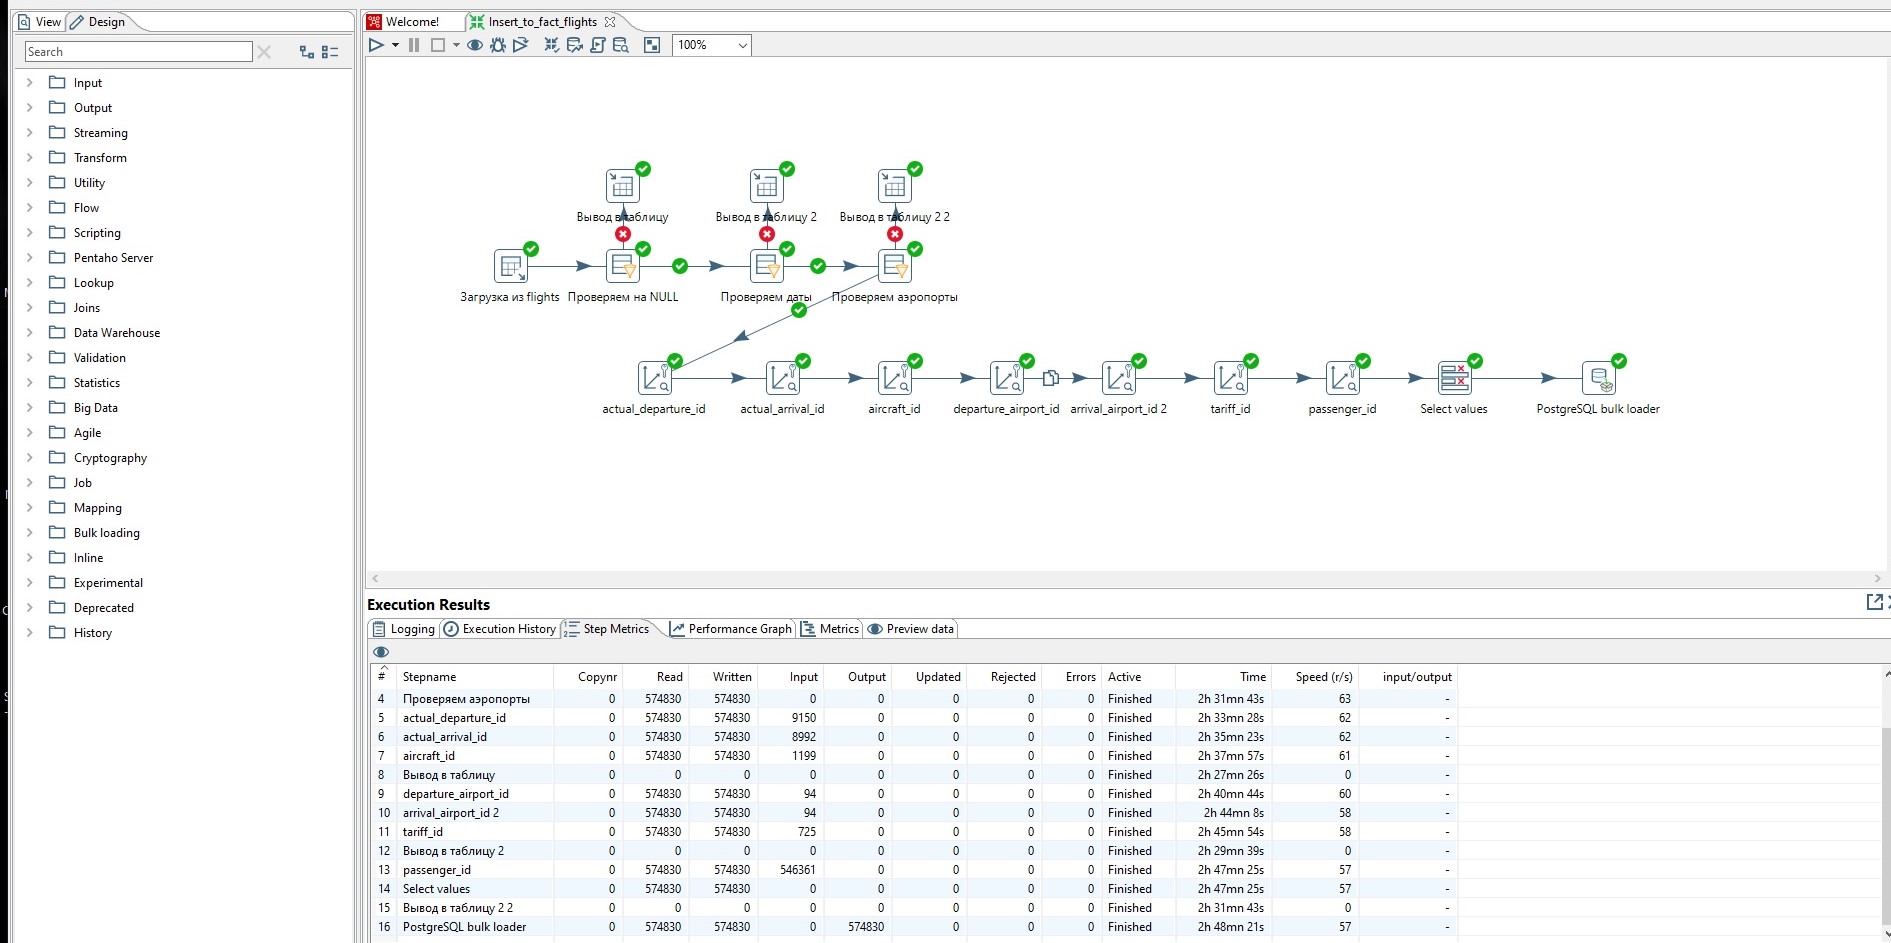 View
Design
Welcome!
Insert_to_fact_flights
Search
100%
Input
Output
Streaming
Transform
Utility
Flow
Scripting
Pentaho Server
Lookup
Joins
Data Warehouse
Validation
Statistics
Big Data
Agile
Cryptography
Job
Mapping
Bulk loading
Inline
Experimental
Deprecated
History
Вывод в таблицу
Вывод в таблицу 2
Вывод в таблицу 2 2
Загрузка из flights
Проверяем на NULL
Проверяем даты
Проверяем аэропорты
actual_departure_id
actual_arrival_id
aircraft_id
departure_airport_id
arrival_airport_id 2
tariff_id
passenger_id
Select values
PostgreSQL bulk loader
Execution Results
Logging
Execution History
Step Metrics
Performance Graph
Metrics
Preview data
# Stepname Copynr Read Written Input Output Updated Rejected Errors Active Time Speed (r/s) input/output
4 Проверяем аэропорты 0 574830 574830 0 0 0 0 0 Finished 2h 31mn 43s 63 -
5 actual_departure_id 0 574830 574830 9150 0 0 0 0 Finished 2h 33mn 28s 62 -
6 actual_arrival_id 0 574830 574830 8992 0 0 0 0 Finished 2h 35mn 23s 62 -
7 aircraft_id 0 574830 574830 1199 0 0 0 0 Finished 2h 37mn 57s 61 -
8 Вывод в таблицу 0 0 0 0 0 0 0 0 Finished 2h 27mn 26s 0 -
9 departure_airport_id 0 574830 574830 94 0 0 0 0 Finished 2h 40mn 44s 60 -
10 arrival_airport_id 2 0 574830 574830 94 0 0 0 0 Finished 2h 44mn 8s 58 -
11 tariff_id 0 574830 574830 725 0 0 0 0 Finished 2h 45mn 54s 58 -
12 Вывод в таблицу 2 0 0 0 0 0 0 0 0 Finished 2h 29mn 39s 0 -
13 passenger_id 0 574830 574830 546361 0 0 0 0 Finished 2h 47mn 25s 57 -
14 Select values 0 574830 574830 0 0 0 0 0 Finished 2h 47mn 25s 57 -
15 Вывод в таблицу 2 2 0 0 0 0 0 0 0 0 Finished 2h 31mn 43s 0 -
16 PostgreSQL bulk loader 0 574830 574830 0 574830 0 0 0 Finished 2h 48mn 21s 57 -